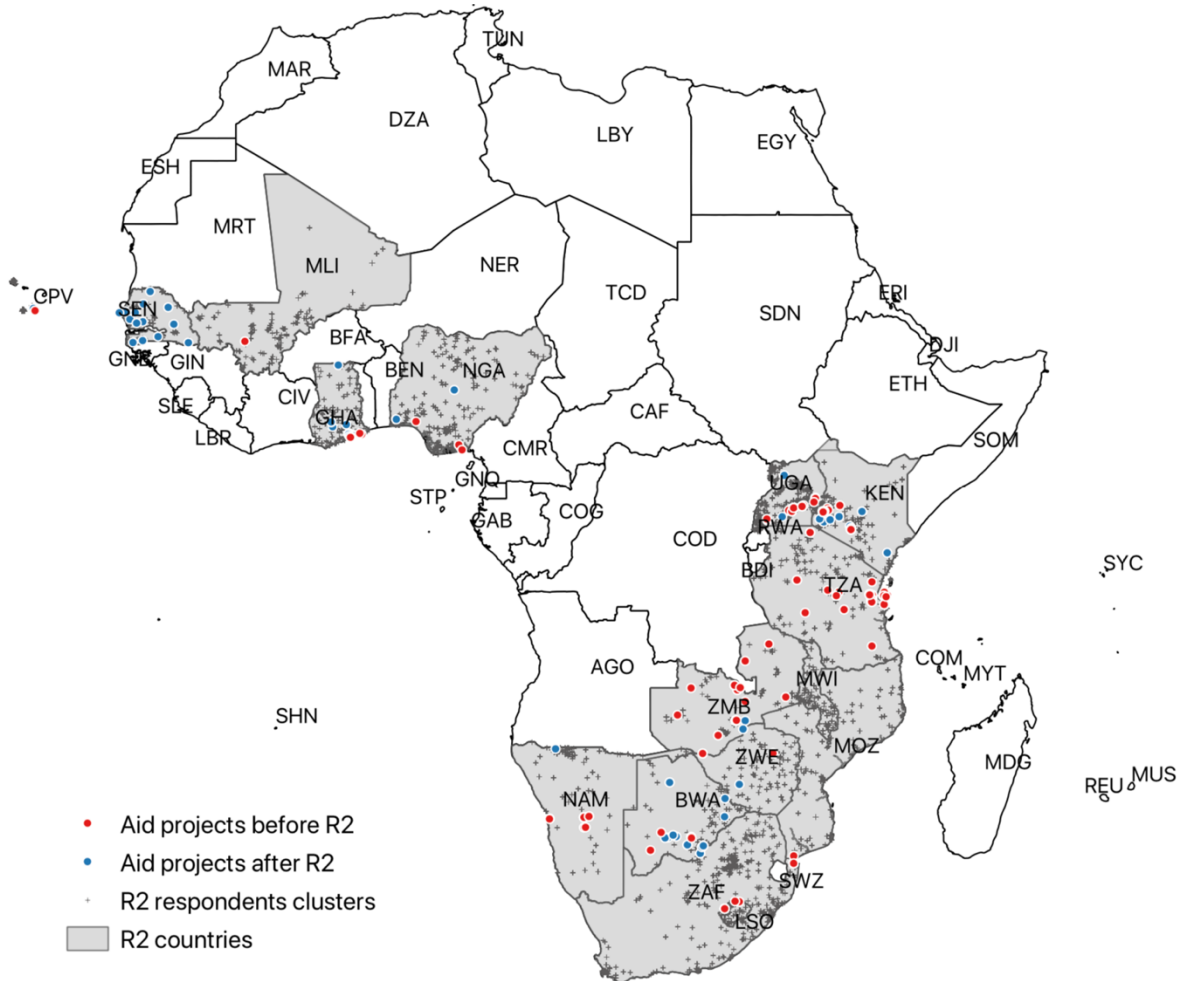 TUN
MAR
DZA
LBY
EGY
ESH
MRT
MLI
NER
CPV
TCD
ERI
SEN
SDN
BFA
DJI
GNB
GIN
BEN
NGA
ETH
CIV
SLE
GHA
CAF
LBR
SOM
CMR
GNQ
UGA
KEN
STP
GAB
COG
RWA
COD
SYC
BDI
TZA
COM
AGO
MYT
MWI
ZMB
SHN
MOZ
ZWE
MDG
MUS
REU
NAM
BWA
Aid projects before R2
Aid projects after R2
SWZ
ZAF
R2 respondents clusters
LSO
R2 countries